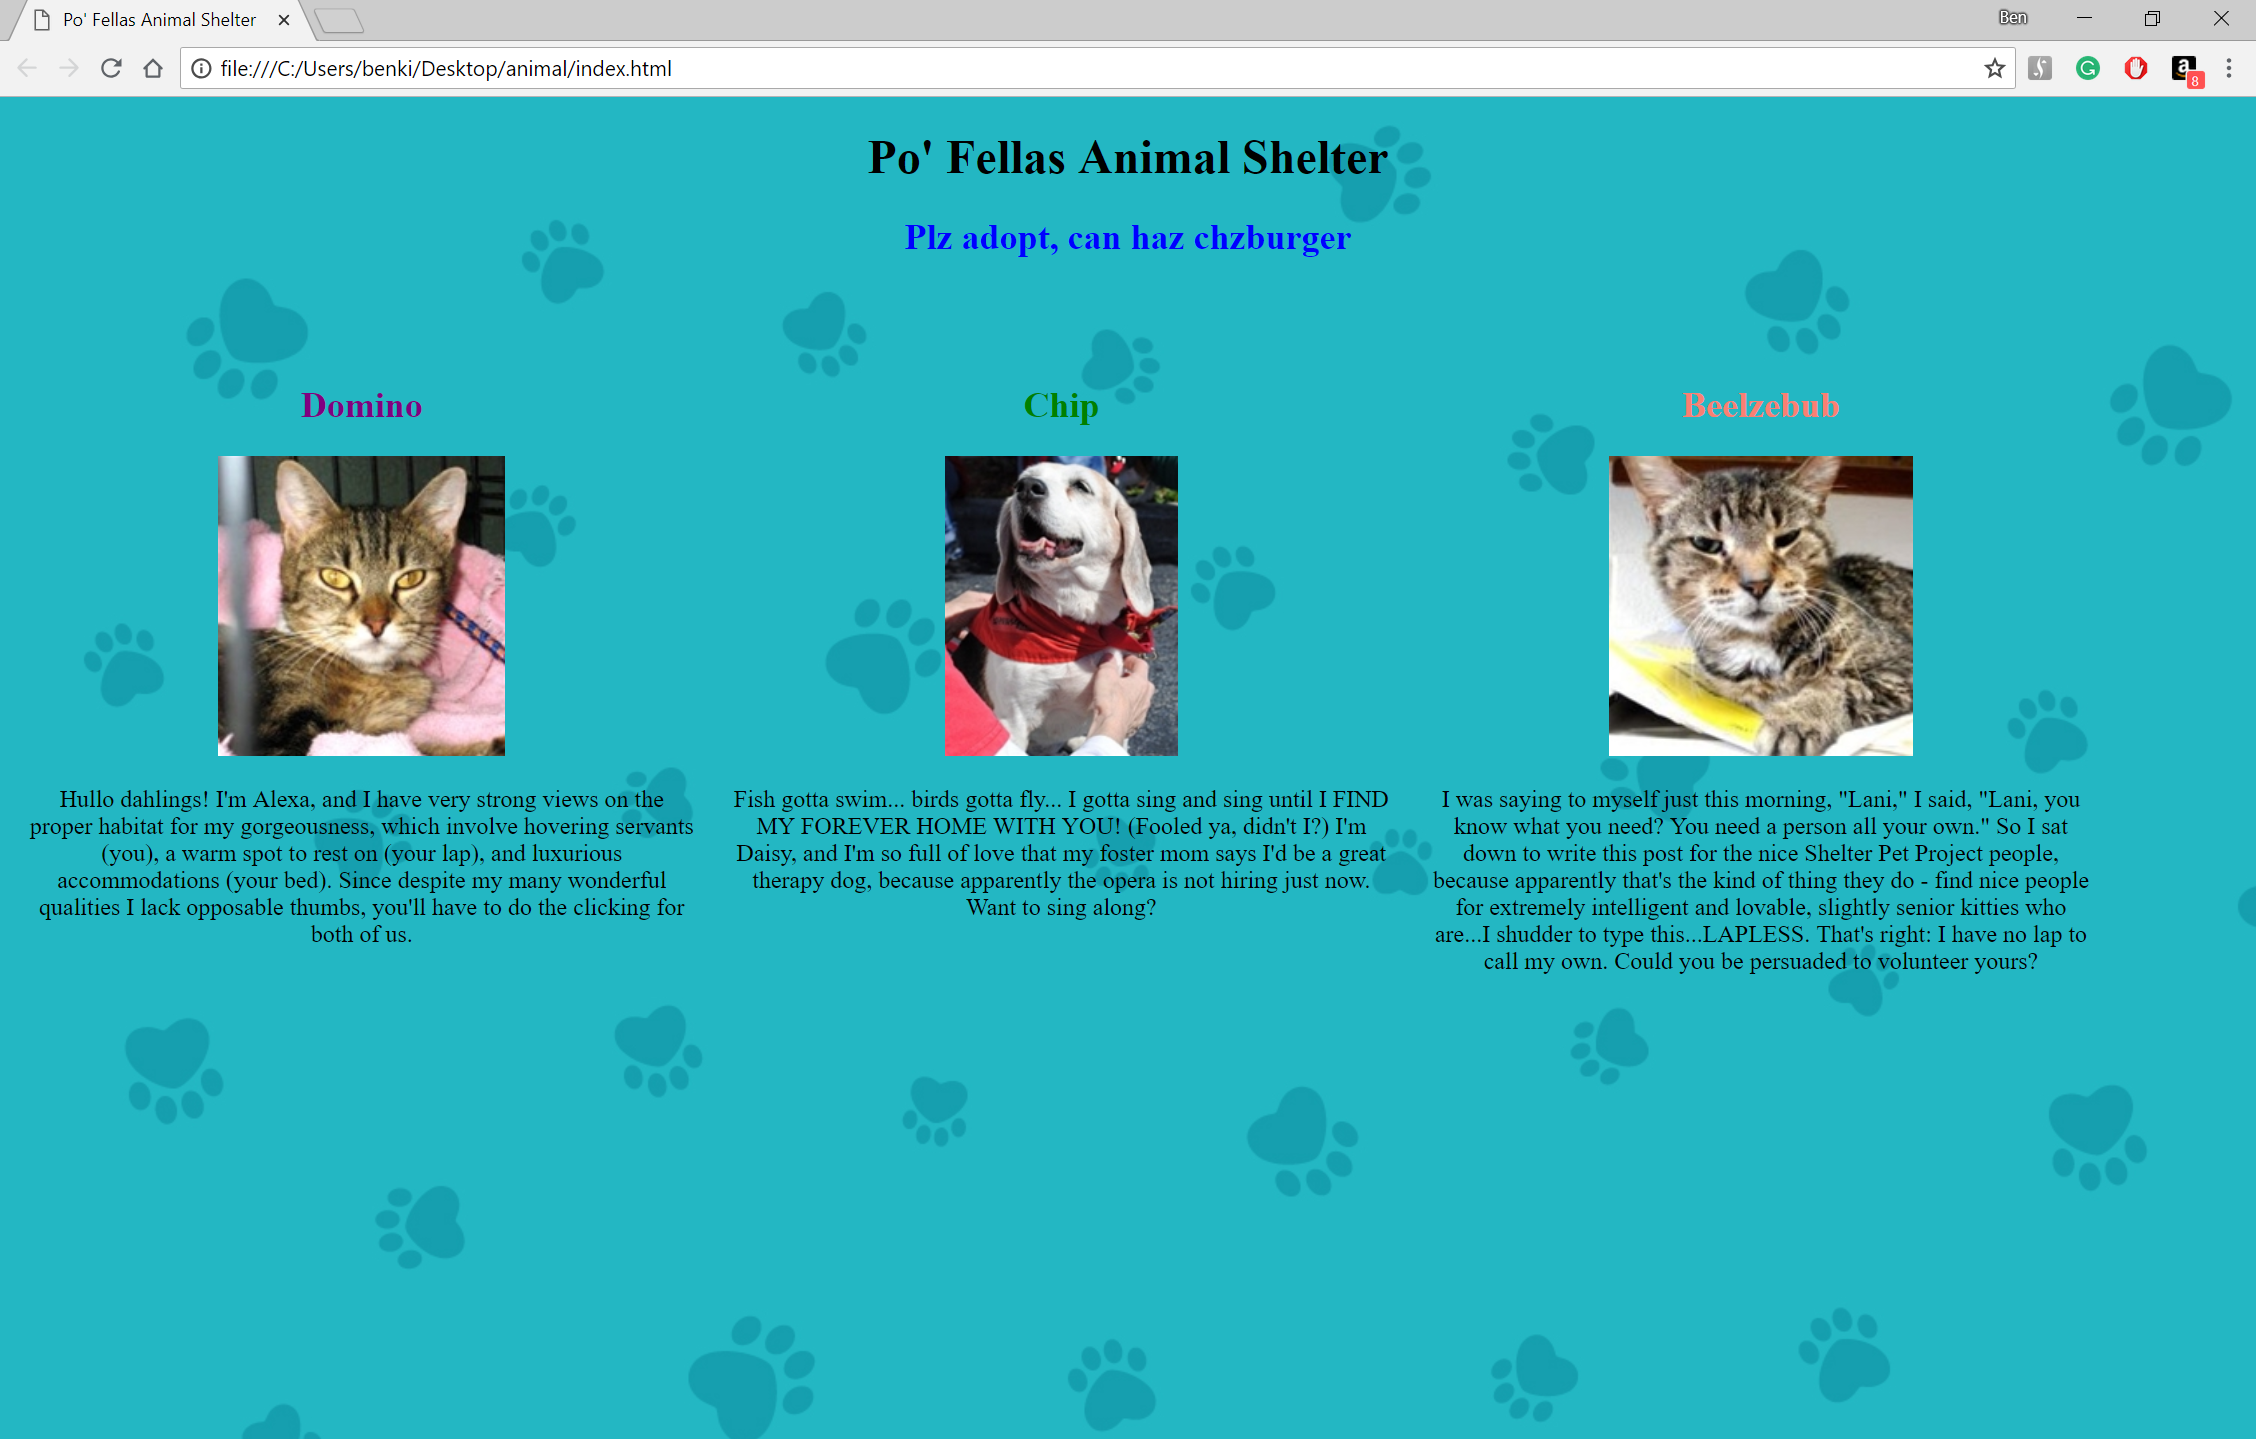 Po' Fellas Animal Shelter
Ben
file:///C:/Users/benki/Desktop/animal/index.html
8
Po' Fellas Animal Shelter
Plz adopt, can haz chzburger
Domino
Hullo dahlings! I'm Alexa, and I have very strong views on the
proper habitat for my gorgeousness, which involve hovering servants
(you), a warm spot to rest on (your lap), and luxurious
accommodations (your bed). Since despite my many wonderful
qualities I lack opposable thumbs, you'll have to do the clicking for
both of us.
Chip
Fish gotta swim... birds gotta fly... I gotta sing and sing until I FIND
MY FOREVER HOME WITH YOU! (Fooled ya, didn't I?) I'm
Daisy, and I'm so full of love that my foster mom says I'd be a great
therapy dog, because apparently the opera is not hiring just now.
Want to sing along?
Beelzebub
I was saying to myself just this morning, "Lani," I said, "Lani, you
know what you need? You need a person all your own." So I sat
down to write this post for the nice Shelter Pet Project people,
because apparently that's the kind of thing they do - find nice people
for extremely intelligent and lovable, slightly senior kitties who
are...I shudder to type this...LAPLESS. That's right: I have no lap to
call my own. Could you be persuaded to volunteer yours?